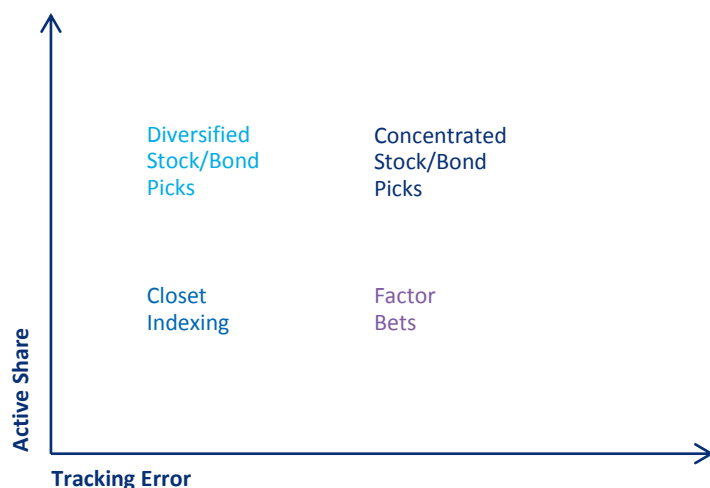 Diversified
Stock/Bond
Picks
Concentrated
Stock/Bond
Picks
Closet
Indexing
Factor
Bets
Active Share
Tracking Error